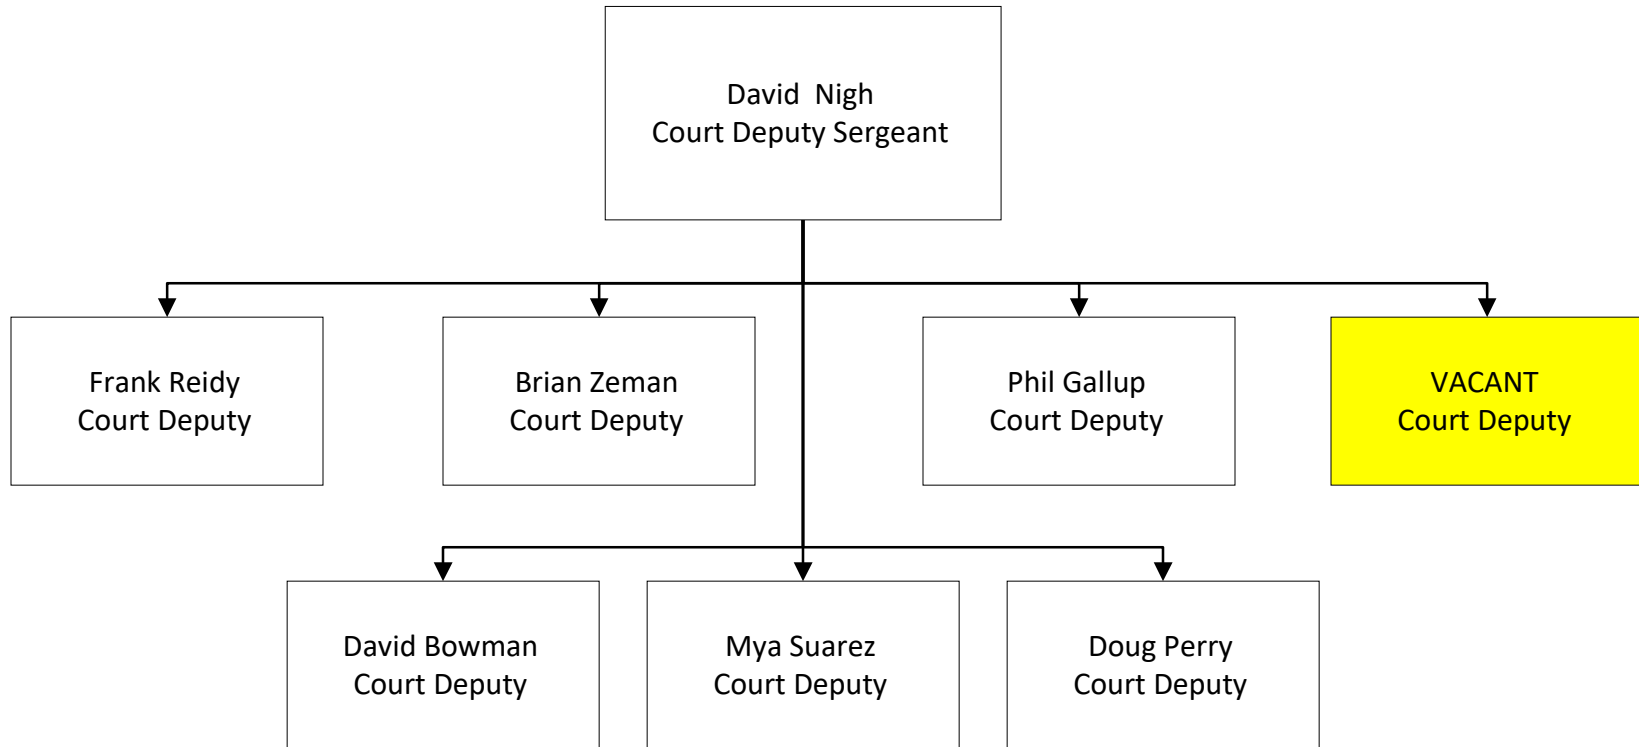 David  Nigh
Court Deputy Sergeant
Frank Reidy
Court Deputy
Brian Zeman
Court Deputy
Phil Gallup
Court Deputy
VACANT
Court Deputy
David Bowman
Court Deputy
Mya Suarez
Court Deputy
Doug Perry
Court Deputy